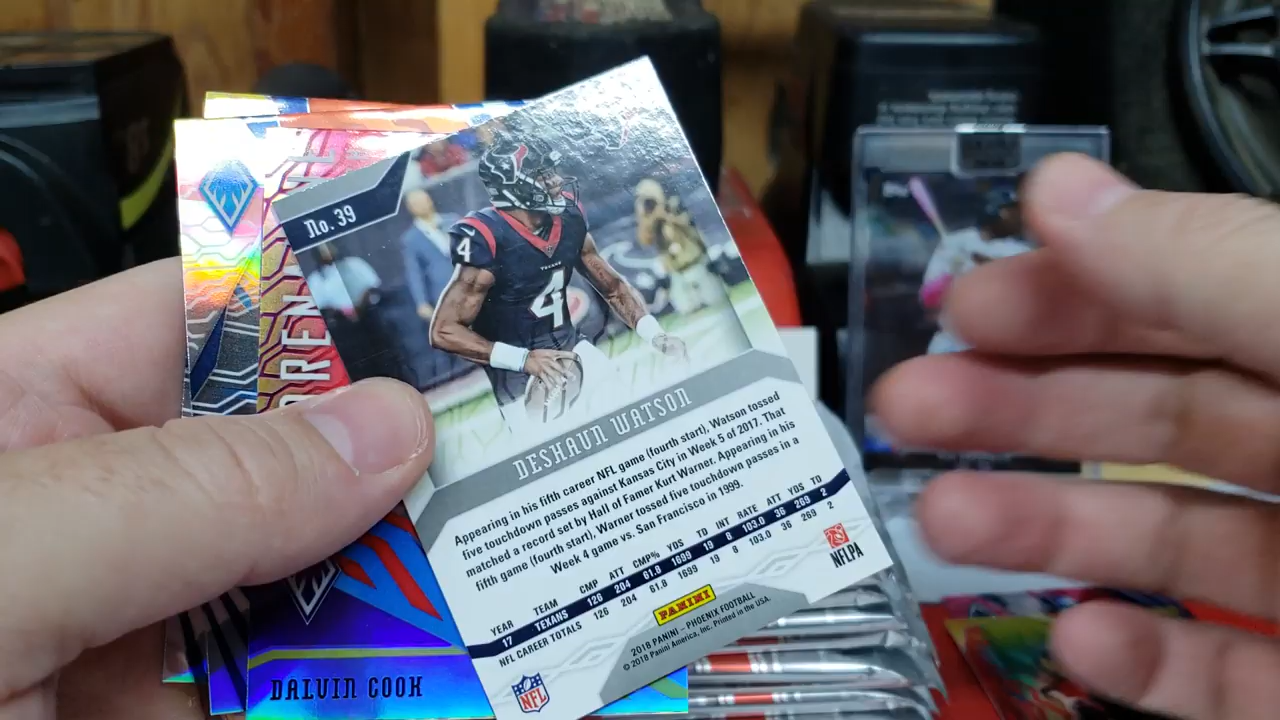 No. 39
4
TEXANS
4
DESHAUN WATSON
Appearing in his fifth career NFL game (fourth start), Watson tossed
five touchdown passes against Kansas City in Week 5 of 2017. That
matched a record set by Hall of Famer Kurt Warner. Appearing in his
fifth game (fourth start), Warner tossed five touchdown passes in a
Week 4 game vs. San Francisco in 1999.
YEAR TEAM CMP ATT CMP% YDS TD INT RATE ATT YDS TD
17 TEXANS 126 204 61.8 1699 19 8 103.0 36 269 2
NFL CAREER TOTALS 126 204 61.8 1699 19 8 103.0 36 269 2
NFLPA
PANINI
2018 PANINI – PHOENIX FOOTBALL
© 2018 Panini America, Inc. Printed in the USA.
NFL
DALVIN COOK